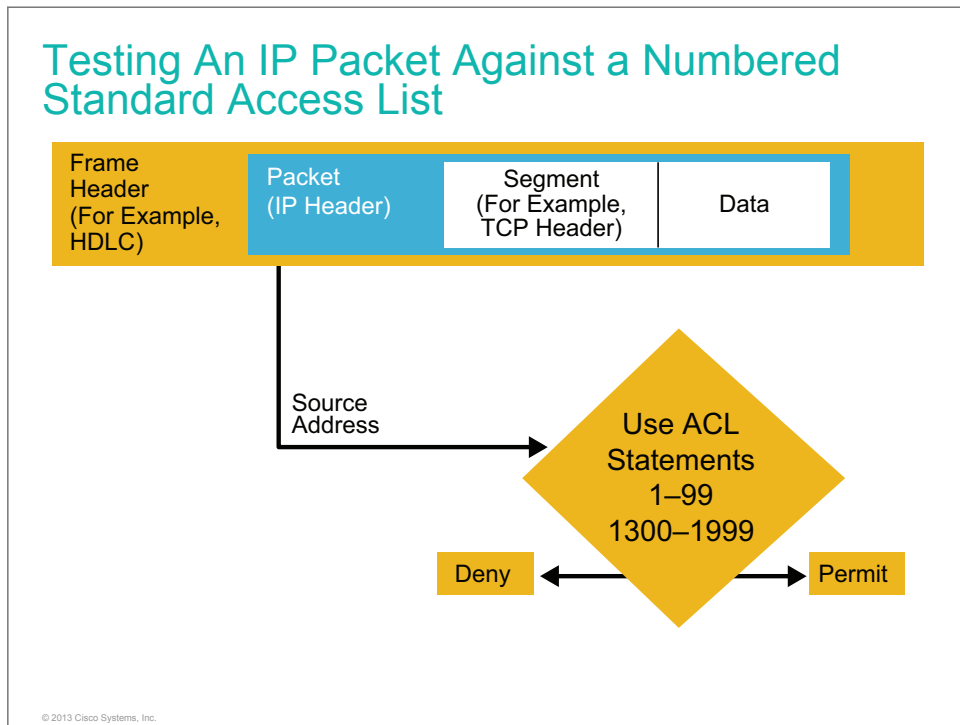 Testing An IP Packet Against a Numbered
Standard Access List
Frame
Header
(For Example,
HDLC)
Packet
(IP Header)
Segment
(For Example,
TCP Header)
Data
Source
Address
Use ACL
Statements
1–99
1300–1999
Deny
Permit
© 2013 Cisco Systems, Inc.